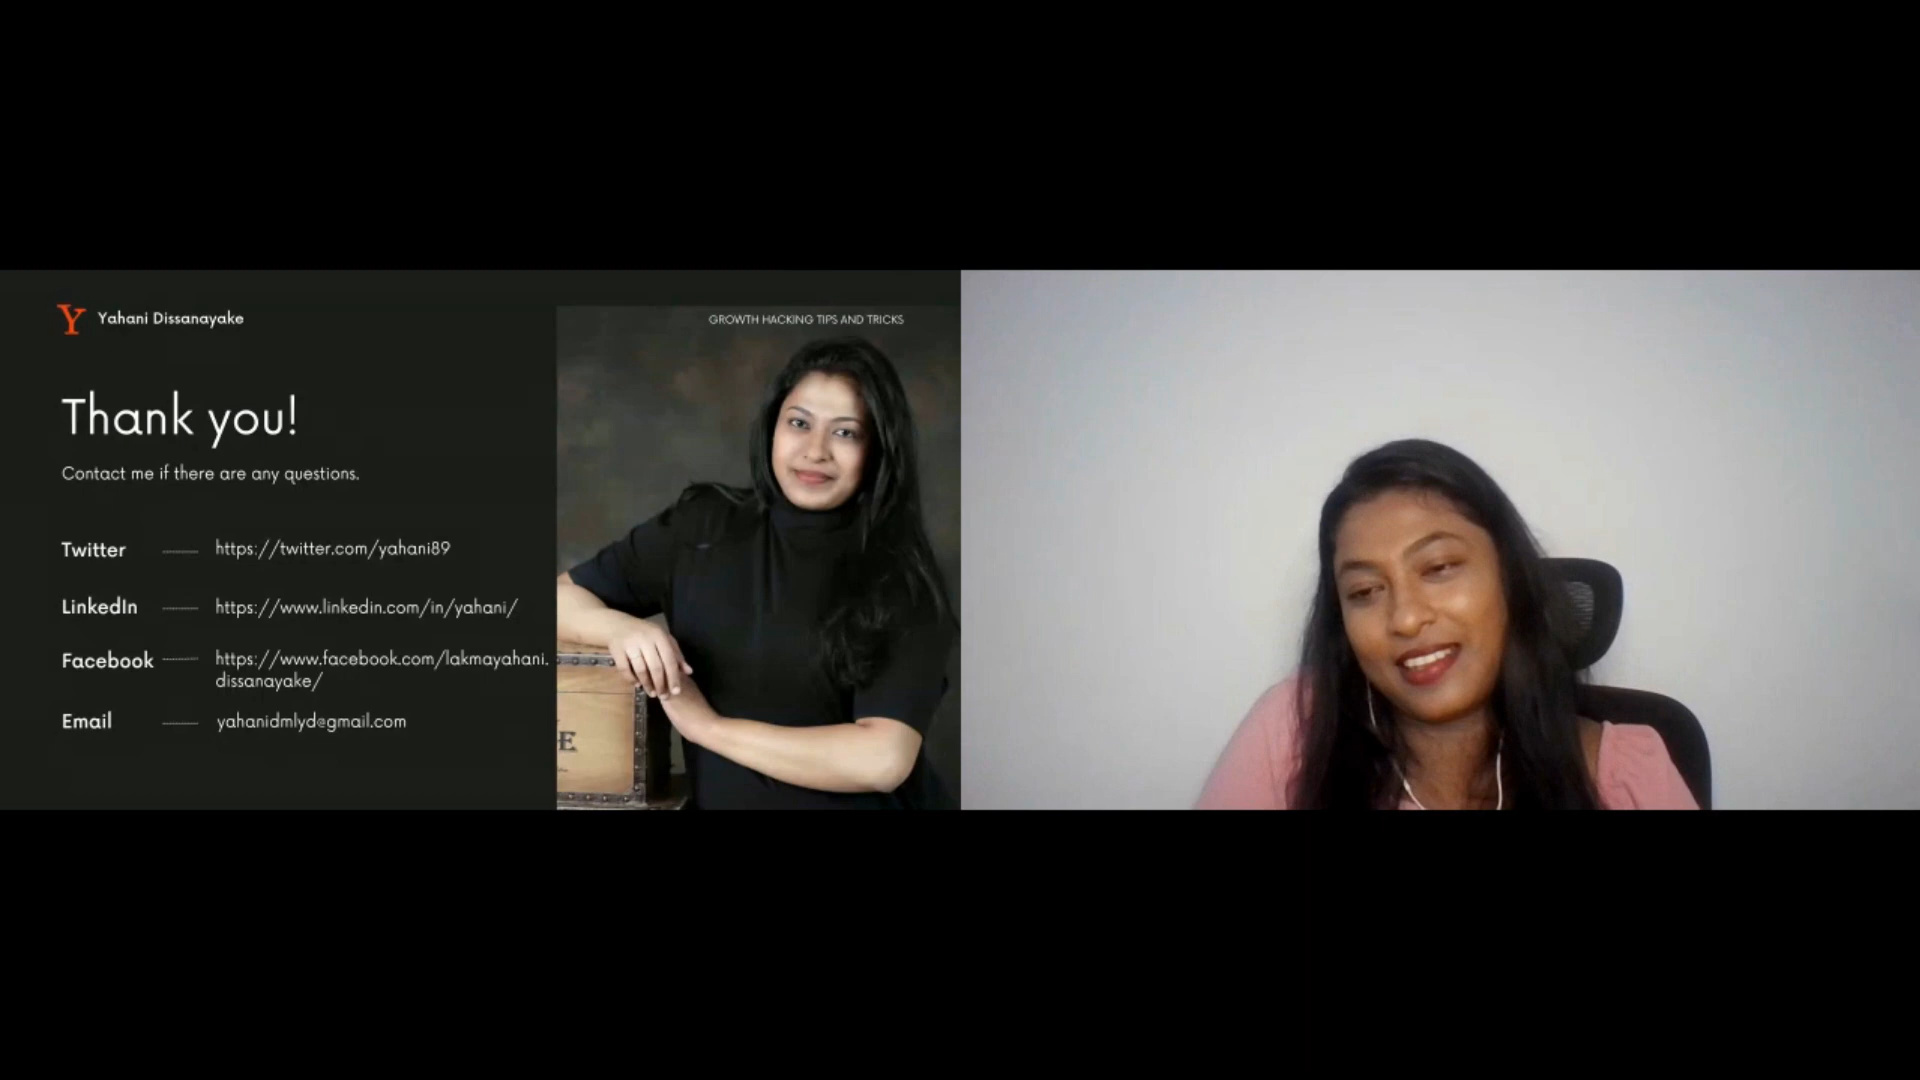 Y Yahani Dissanayake
GROWTH HACKING TIPS AND TRICKS
Thank you!
Contact me if there are any questions.
Twitter https://twitter.com/yahani89
LinkedIn https://www.linkedin.com/in/yahani/
Facebook https://www.facebook.com/lakmayahani.
dissanayake/
Email yahanidmlyd@gmail.com